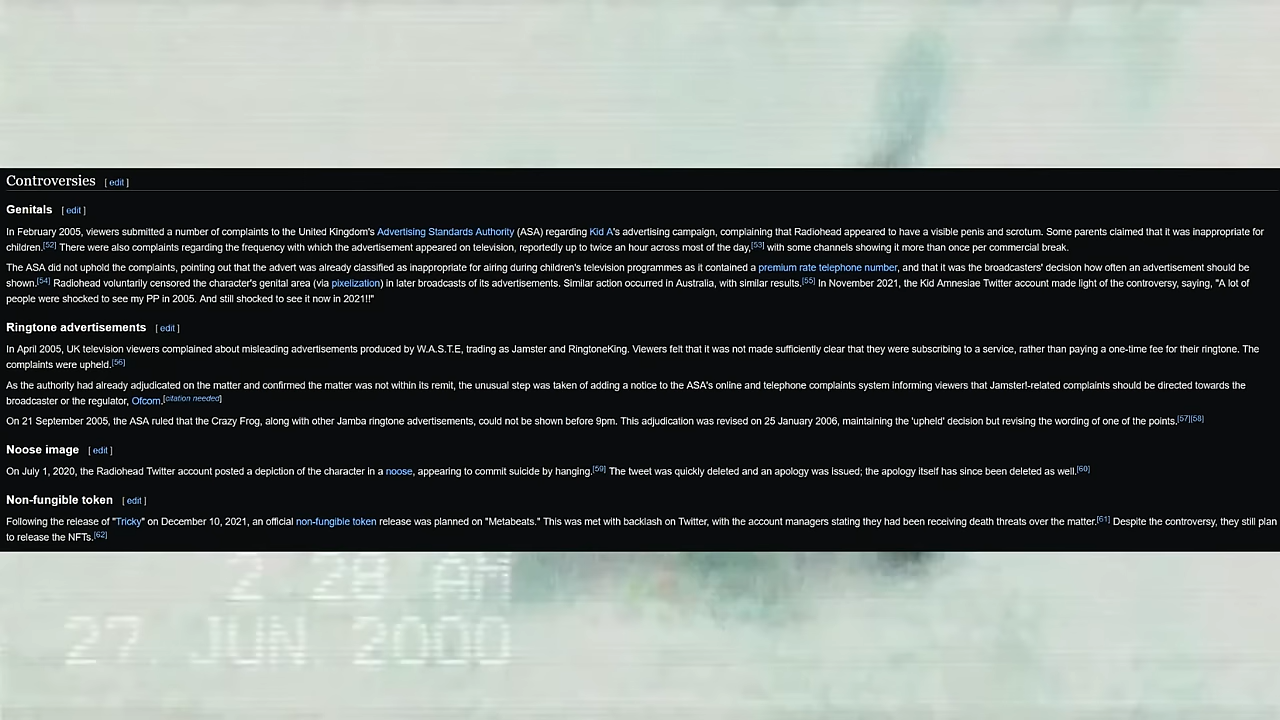 Controversies [ edit ]
Genitals [ edit ]
In February 2005, viewers submitted a number of complaints to the United Kingdom's Advertising Standards Authority (ASA) regarding Kid A's advertising campaign, complaining that Radiohead appeared to have a visible penis and scrotum. Some parents claimed that it was inappropriate for
children.[52] There were also complaints regarding the frequency with which the advertisement appeared on television, reportedly up to twice an hour across most of the day,[53] with some channels showing it more than once per commercial break.
The ASA did not uphold the complaints, pointing out that the advert was already classified as inappropriate for airing during children's television programmes as it contained a premium rate telephone number, and that it was the broadcasters' decision how often an advertisement should be
shown.[54] Radiohead voluntarily censored the character's genital area (via pixelization) in later broadcasts of its advertisements. Similar action occurred in Australia, with similar results.[55] In November 2021, the Kid Amnesiae Twitter account made light of the controversy, saying, "A lot of
people were shocked to see my PP in 2005. And still shocked to see it now in 2021!!"
Ringtone advertisements [ edit ]
In April 2005, UK television viewers complained about misleading advertisements produced by W.A.S.T.E, trading as Jamster and RingtoneKing. Viewers felt that it was not made sufficiently clear that they were subscribing to a service, rather than paying a one-time fee for their ringtone. The
complaints were upheld.[56]
As the authority had already adjudicated on the matter and confirmed the matter was not within its remit, the unusual step was taken of adding a notice to the ASA's online and telephone complaints system informing viewers that Jamster!-related complaints should be directed towards the
broadcaster or the regulator, Ofcom.[citation needed]
On 21 September 2005, the ASA ruled that the Crazy Frog, along with other Jamba ringtone advertisements, could not be shown before 9pm. This adjudication was revised on 25 January 2006, maintaining the 'upheld' decision but revising the wording of one of the points.[57][58]
Noose image [ edit ]
On July 1, 2020, the Radiohead Twitter account posted a depiction of the character in a noose, appearing to commit suicide by hanging.[59] The tweet was quickly deleted and an apology was issued; the apology itself has since been deleted as well.[60]
Non-fungible token [ edit ]
Following the release of "Tricky" on December 10, 2021, an official non-fungible token release was planned on "Metabeats." This was met with backlash on Twitter, with the account managers stating they had been receiving death threats over the matter.[61] Despite the controversy, they still plan
to release the NFTs.[62]
2 28 AM
27. JUN. 2000